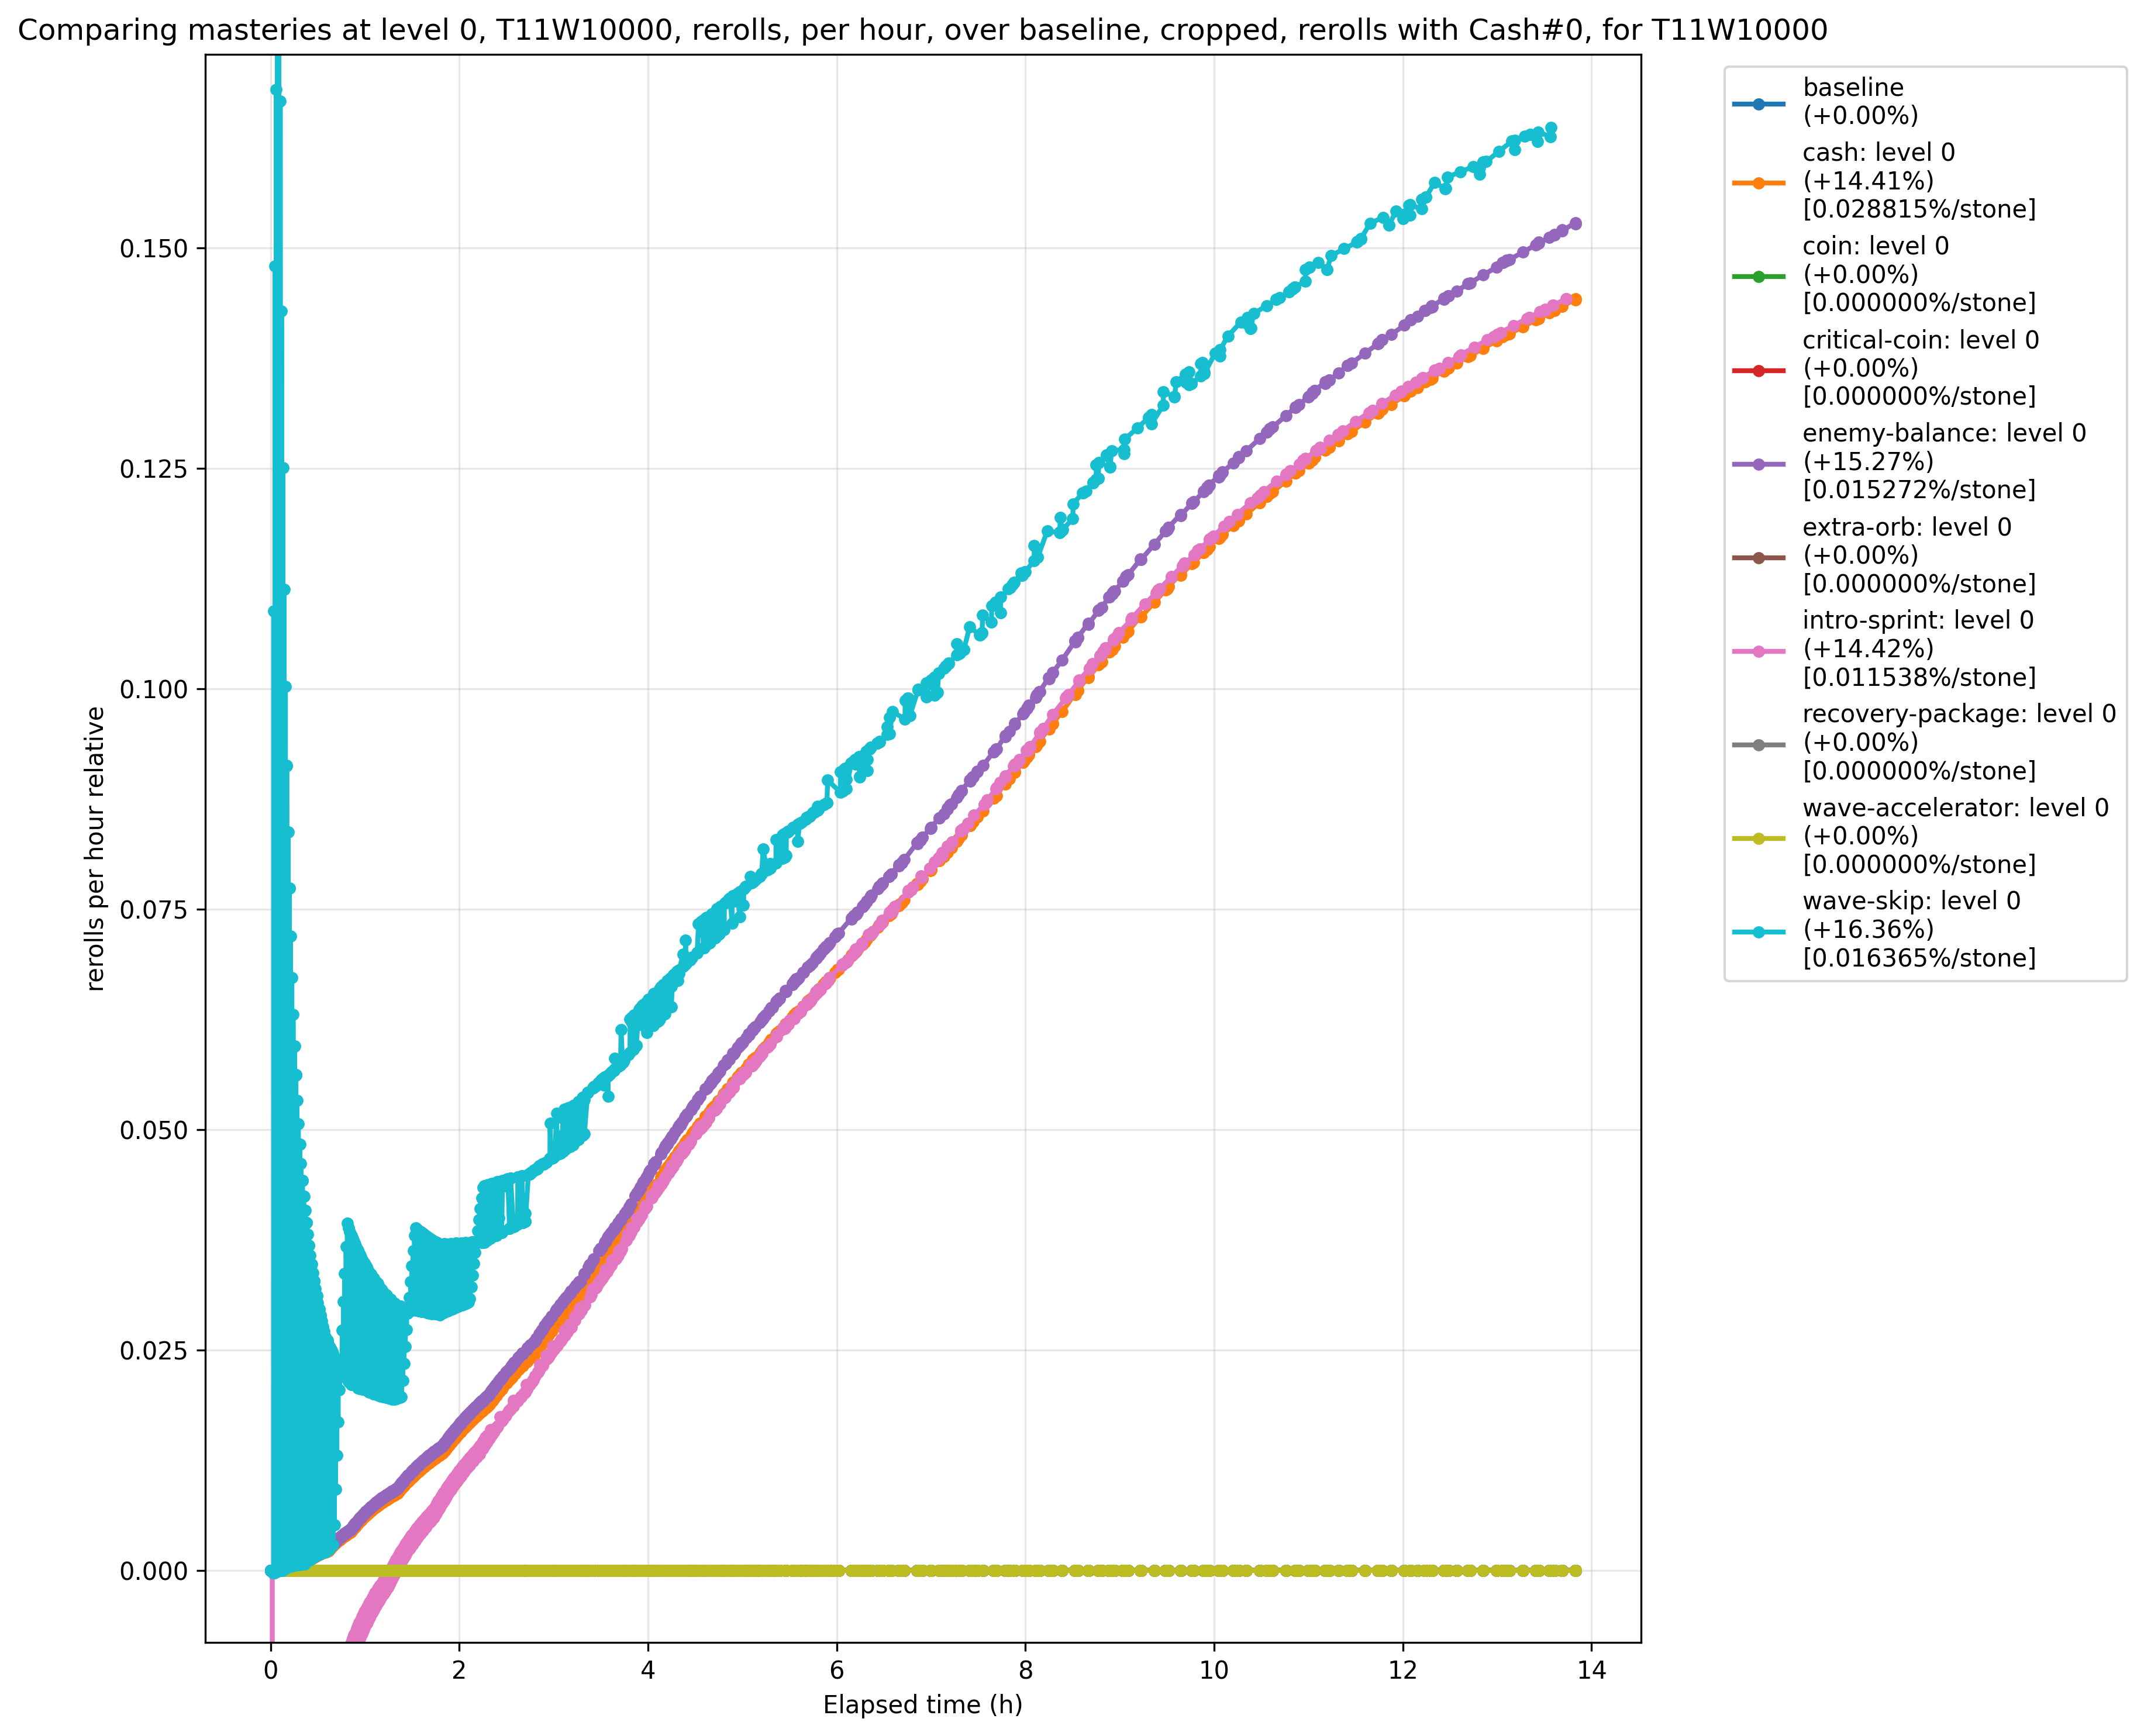 Comparing masteries at level 0, T11W10000, rerolls, per hour, over baseline, cropped, rerolls with Cash#0, for T11W10000
baseline
(+0.00%)
cash: level 0
(+14.41%)
[0.028815%/stone]
coin: level 0
(+0.00%)
[0.000000%/stone]
critical-coin: level 0
(+0.00%)
[0.000000%/stone]
enemy-balance: level 0
(+15.27%)
[0.015272%/stone]
extra-orb: level 0
(+0.00%)
[0.000000%/stone]
intro-sprint: level 0
(+14.42%)
[0.011538%/stone]
recovery-package: level 0
(+0.00%)
[0.000000%/stone]
wave-accelerator: level 0
(+0.00%)
[0.000000%/stone]
wave-skip: level 0
(+16.36%)
[0.016365%/stone]
rerolls per hour relative
0.150
0.125
0.100
0.075
0.050
0.025
0.000
0 2 4 6 8 10 12 14
Elapsed time (h)